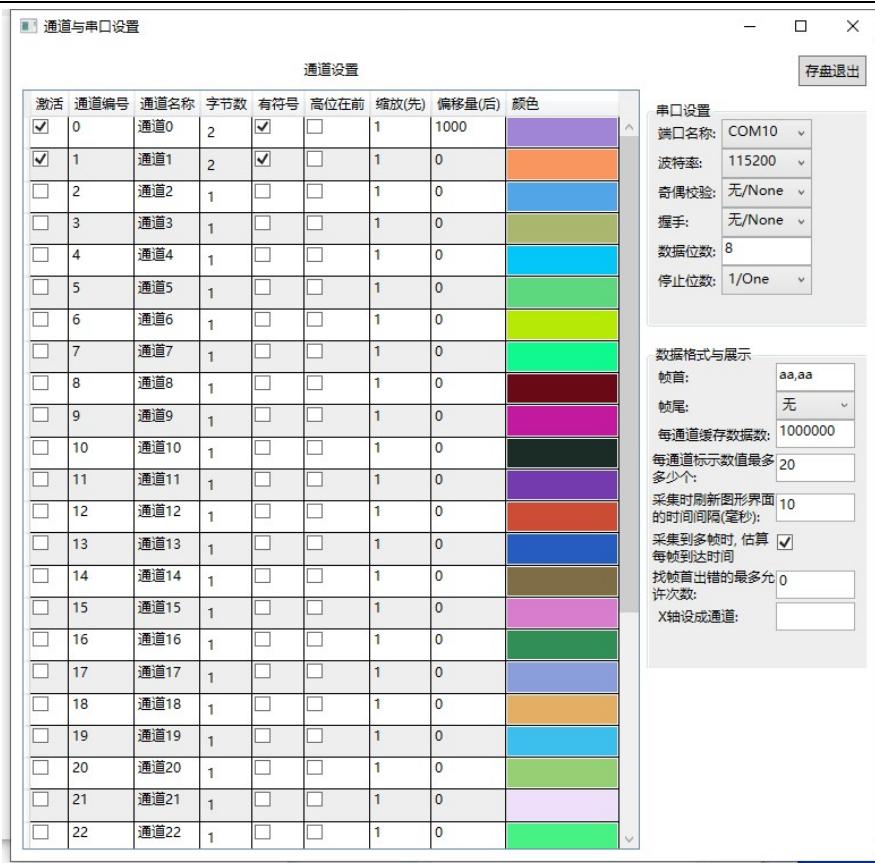 通道与串口设置
通道设置
存盘退出
激活 通道编号 通道名称 字节数 有符号 高位在前 缩放(先) 偏移量(后) 颜色
0 通道0 2 1 1000
1 通道1 2 1 0
2 通道2 1 1 0
3 通道3 1 1 0
4 通道4 1 1 0
5 通道5 1 1 0
6 通道6 1 1 0
7 通道7 1 1 0
8 通道8 1 1 0
9 通道9 1 1 0
10 通道10 1 1 0
11 通道11 1 1 0
12 通道12 1 1 0
13 通道13 1 1 0
14 通道14 1 1 0
15 通道15 1 1 0
16 通道16 1 1 0
17 通道17 1 1 0
18 通道18 1 1 0
19 通道19 1 1 0
20 通道20 1 1 0
21 通道21 1 1 0
22 通道22 1 1 0
串口设置
端口名称: COM10
波特率: 115200
奇偶校验: 无/None
握手: 无/None
数据位数: 8
停止位数: 1/One
数据格式与展示
帧首: aa,aa
帧尾: 无
每通道缓存数据数: 1000000
每通道标示数值最多
多少个: 20
采集时刷新图形界面
的时间间隔(毫秒): 10
采集到多帧时, 估算
每帧到达时间
找帧首出错的最多允
许次数: 0
X轴设成通道: